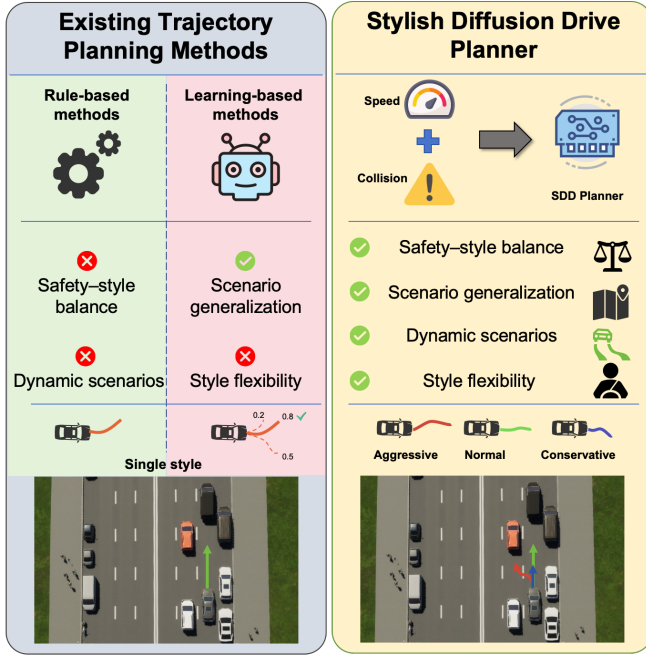 Existing Trajectory
Planning Methods
Rule-based
methods
Learning-based
methods
Safety–style
balance
Scenario
generalization
Dynamic scenarios
Style flexibility
0.2
0.8
0.5
Single style
Stylish Diffusion Drive
Planner
Speed
Collision
SDD Planner
Safety–style balance
Scenario generalization
Dynamic scenarios
Style flexibility
Aggressive
Normal
Conservative